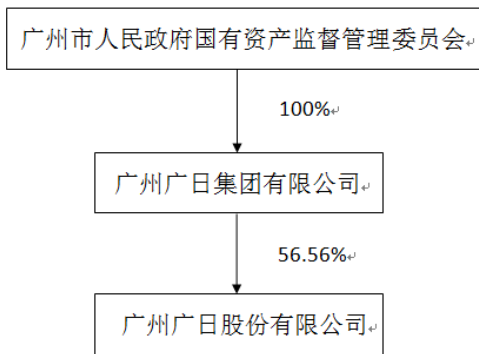 广州市人民政府国有资产监督管理委员会
100%
广州广日集团有限公司
56.56%
广州广日股份有限公司